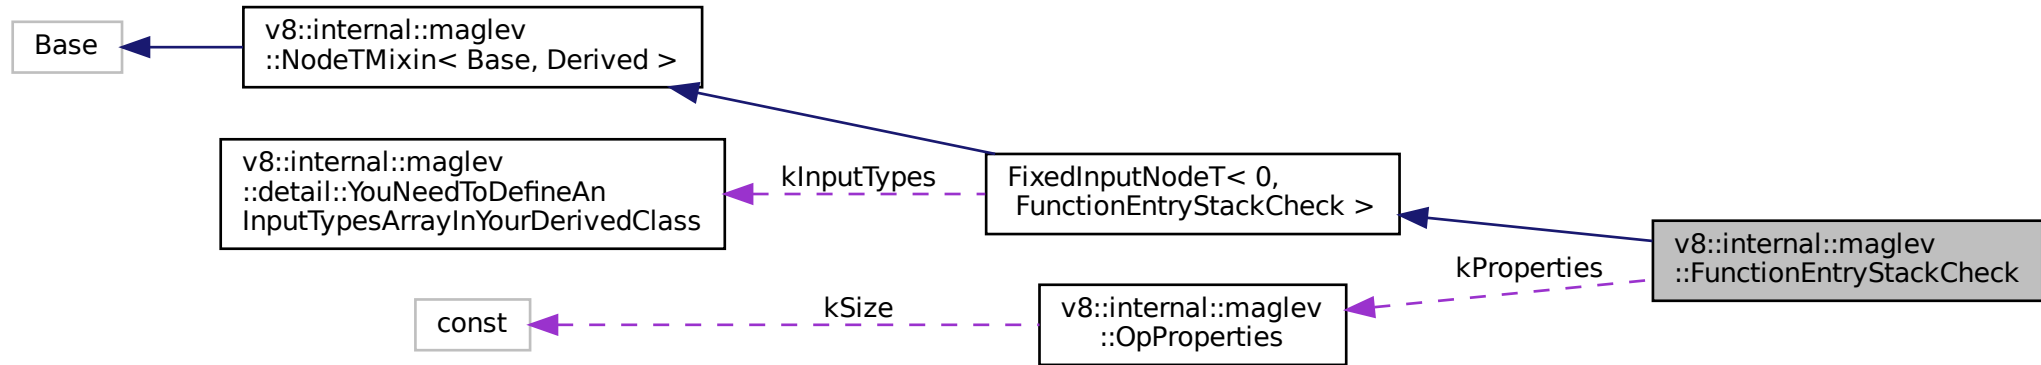 Base
v8::internal::maglev
::NodeTMixin< Base, Derived >
v8::internal::maglev
::detail::YouNeedToDefineAn
InputTypesArrayInYourDerivedClass
kInputTypes
FixedInputNodeT< 0,
FunctionEntryStackCheck >
v8::internal::maglev
::FunctionEntryStackCheck
kProperties
v8::internal::maglev
::OpProperties
kSize
const